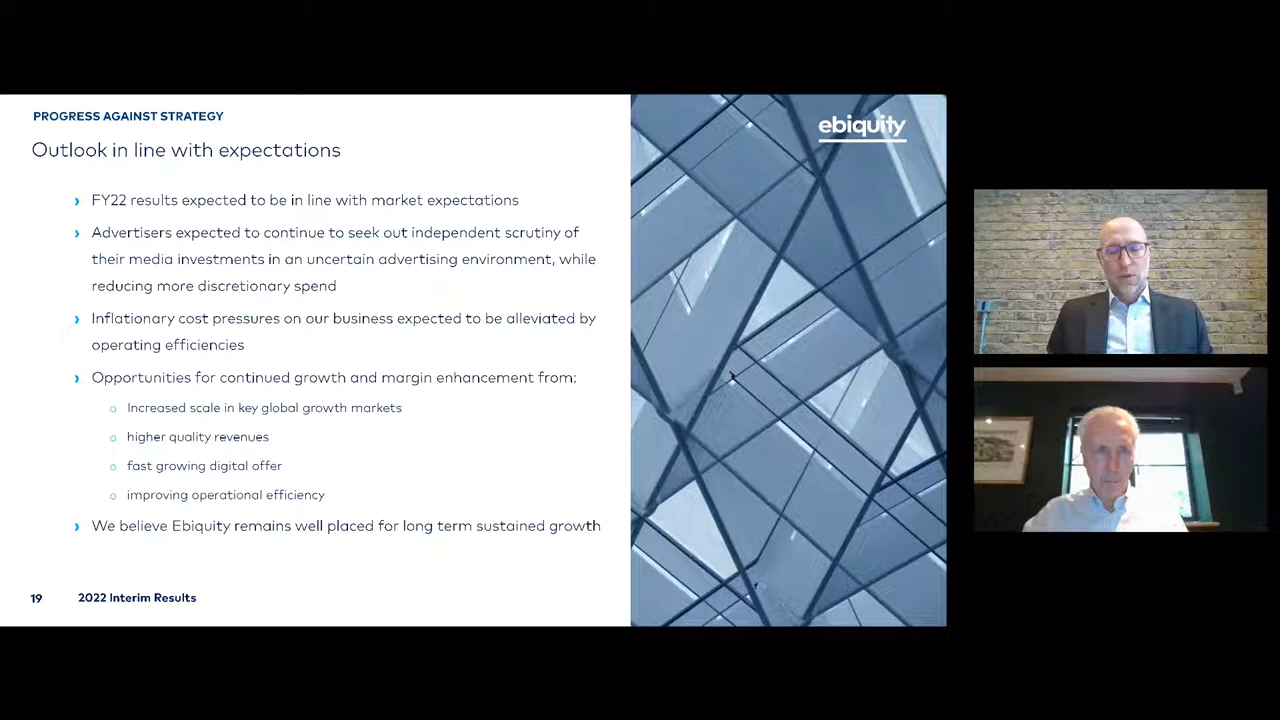 PROGRESS AGAINST STRATEGY
Outlook in line with expectations
› FY22 results expected to be in line with market expectations
› Advertisers expected to continue to seek out independent scrutiny of
their media investments in an uncertain advertising environment, while
reducing more discretionary spend
› Inflationary cost pressures on our business expected to be alleviated by
operating efficiencies
› Opportunities for continued growth and margin enhancement from:
Increased scale in key global growth markets
higher quality revenues
fast growing digital offer
improving operational efficiency
› We believe Ebiquity remains well placed for long term sustained growth
19 2022 Interim Results
ebiquity